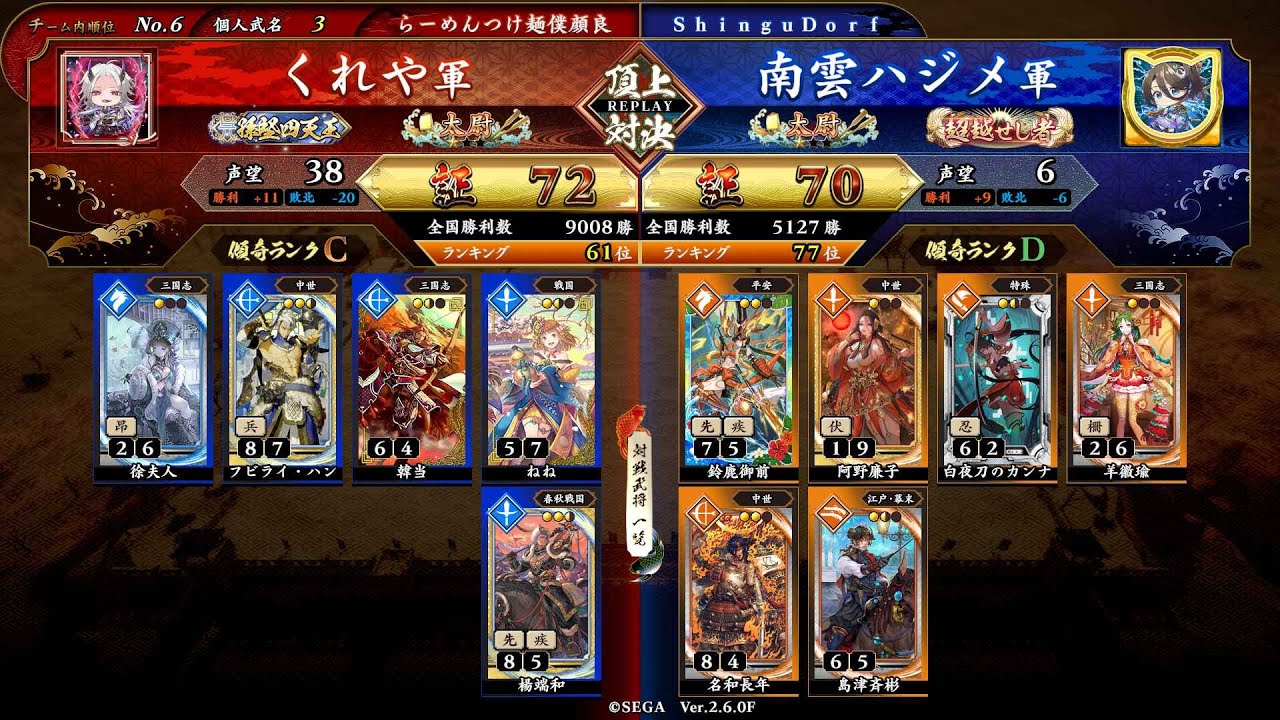 チーム内順位 No.6 個人武名 3 らーめんつけ麺僕顔良
ShinguDorf
くれや軍
頂上
REPLAY
対決
南雲ハジメ軍
孫堅四天王
太尉
太尉
超越せし者
声望 38
勝利 +11 敗北 -20
証 72
証 70
声望 6
勝利 +9 敗北 -6
全国勝利数 9008勝
全国勝利数 5127勝
傾奇ランクC
ランキング 61位
ランキング 77位
傾奇ランクD
三国志
昂
2 6
徐夫人
中世
兵
8 7
フビライ・ハン
三国志
6 4
韓当
戦国
5 7
ねね
春秋戦国
先 疾
8 5
楊端和
対戦武将一覧
平安
先 疾
7 5
鈴鹿御前
中世
伏
1 9
阿野廉子
特殊
忍
6 2
白夜刀のカンナ
三国志
柵
2 6
羊徽瑜
中世
8 4
名和長年
江戸・幕末
6 5
島津斉彬
©SEGA Ver.2.6.0F